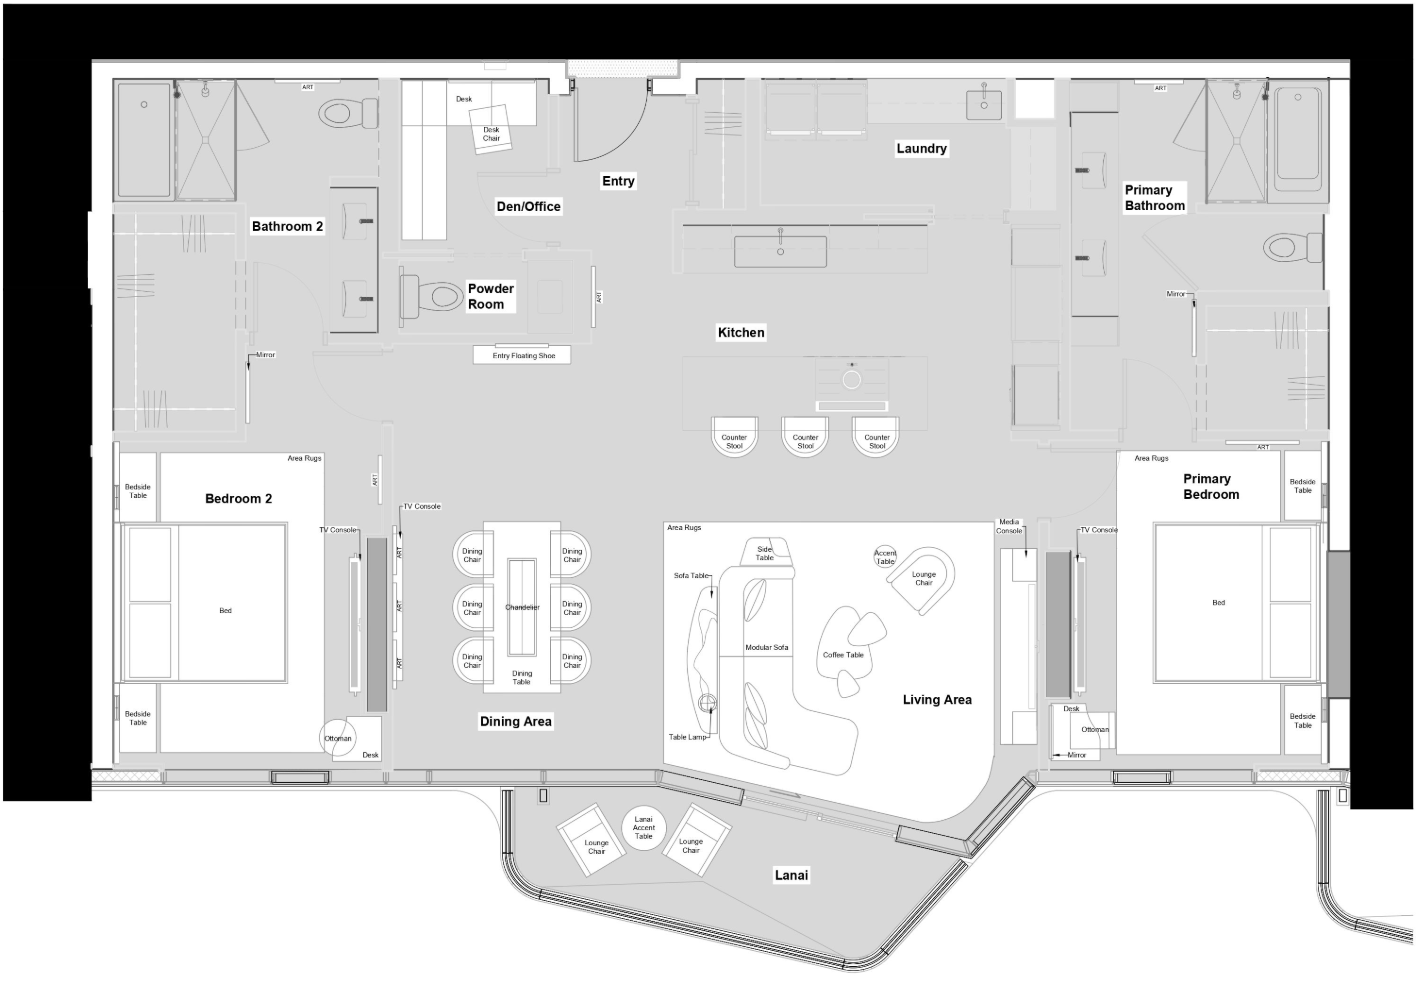 ART
ART
Desk
Desk
Chair
Laundry
Entry
Den/Office
Primary
Bathroom
Bathroom 2
Powder
Room
ART
Mirror
Kitchen
Mirror
Entry Floating Shoe
Counter
Stool
Counter
Stool
Counter
Stool
ART
Area Rugs
Area Rugs
Bedside
Table
Bedroom 2
ART
Primary
Bedroom
Bedside
Table
TV Console
TV Console
Area Rugs
Media
Console
TV Console
Dining
Chair
Dining
Chair
ART
Side
Table
Accent
Table
Lounge
Chair
Sofa Table
Bed
Dining
Chair
Chandelier
Dining
Chair
ART
Bed
Modular Sofa
Coffee Table
Dining
Chair
Dining
Chair
ART
Dining
Table
Living Area
Bedside
Table
Dining Area
Bedside
Table
Ottoman
Desk
Table Lamp
Desk
Ottoman
Mirror
Lanai
Accent
Table
Lounge
Chair
Lounge
Chair
Lanai